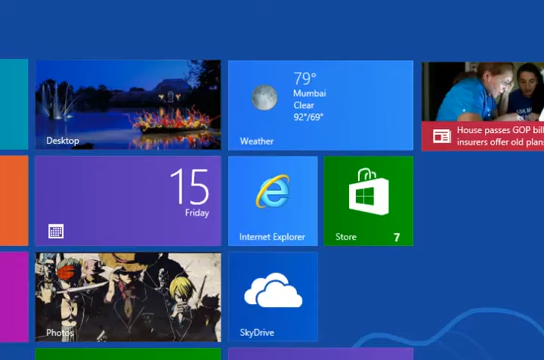 Desktop
79°
Mumbai
Clear
92°/69°
Weather
House passes GOP bill
insurers offer old plans
15
Friday
Internet Explorer
Store
7
Photos
SkyDrive